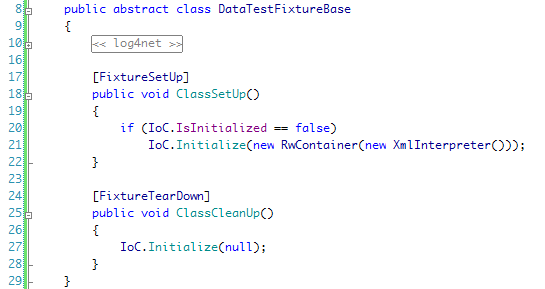 8 public abstract class DataTestFixtureBase
9 {
10 << log4net >>
16
17 [FixtureSetUp]
18 public void ClassSetUp()
19 {
20 if (IoC.IsInitialized == false)
21 IoC.Initialize(new RwContainer(new XmlInterpreter()));
22 }
23
24 [FixtureTearDown]
25 public void ClassCleanUp()
26 {
27 IoC.Initialize(null);
28 }
29 }